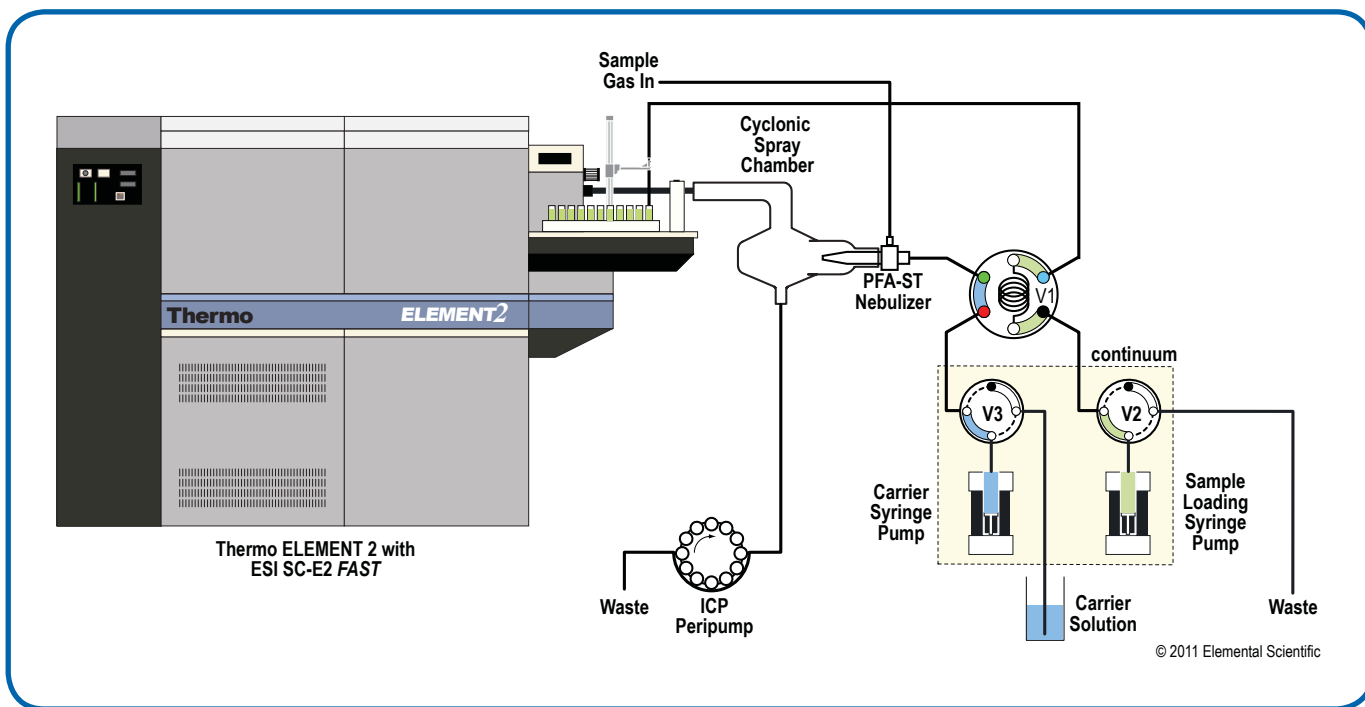 Sample
Gas In
Cyclonic
Spray
Chamber
PFA-ST
Nebulizer
V1
Thermo
ELEMENT2
continuum
V3
V2
Carrier
Syringe
Pump
Sample
Loading
Syringe
Pump
Thermo ELEMENT 2 with
ESI SC-E2 FAST
Waste
ICP
Peripump
Carrier
Solution
Waste
© 2011 Elemental Scientific